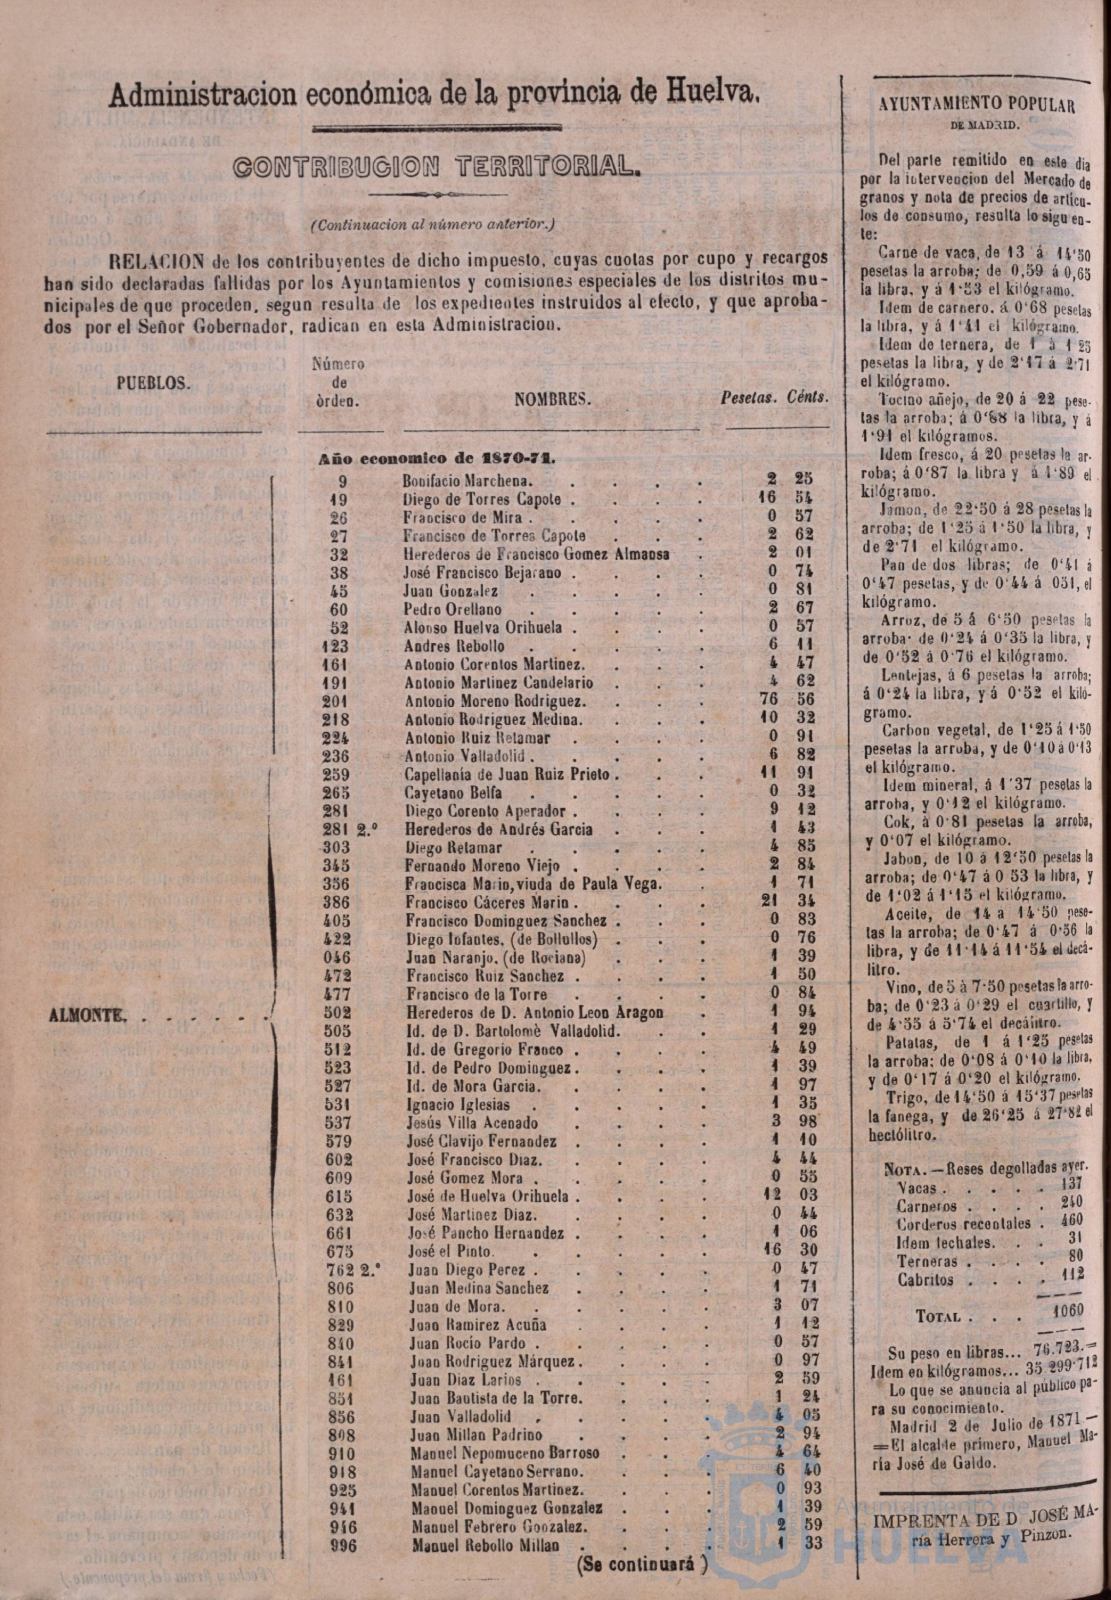 Administracion económica de la provincia de Huelva.
CONTRIBUCION TERRITORIAL.
(Continuacion al número anterior.)
RELACION de los contribuyentes de dicho impuesto, cuyas cuotas por cupo y recargos
han sido declaradas fallidas por los Ayuntamientos y comisiones especiales de los distritos mu-
nicipales de que proceden, segun resulta de los expedientes instruidos al efecto, y que aproba-
dos por el Señor Gobernador, radican en esta Administracion.
PUEBLOS. Número de òrden. NOMBRES. Pesetas. Cénts.
Año economico de 1870-71.
9 Bonifacio Marchena. 2 25
19 Diego de Torres Capote . 16 54
26 Francisco de Mira . 0 57
27 Francisco de Torres Capote 2 62
32 Herederos de Francisco Gomez Almansa 2 01
38 José Francisco Bejarano . 0 74
45 Juan Gonzalez 0 81
60 Pedro Orellano 2 67
52 Alonso Huelva Orihuela . 0 57
123 Andres Rebollo 6 11
161 Antonio Corentos Martinez. 4 47
191 Antonio Martinez Candelario 4 62
201 Antonio Moreno Rodriguez. 76 56
218 Antonio Rodriguez Medina. 10 32
224 Antonio Ruiz Retamar 0 91
236 Antonio Valladolid . 6 82
259 Capellania de Juan Ruiz Prieto . 11 91
265 Cayetano Belfa 0 32
281 Diego Corento Aperador . 9 12
281 2.º Herederos de Andrés Garcia 1 43
303 Diego Retamar 4 85
345 Fernando Moreno Viejo . 2 84
356 Francisca Marin, viuda de Paula Vega. 1 71
386 Francisco Cáceres Marin . 21 34
405 Francisco Dominguez Sanchez . 0 83
422 Diego Infantes, (de Bollullos) 0 76
046 Juan Naranjo, (de Rociana) 1 39
472 Francisco Ruiz Sanchez . 1 50
477 Francisco de la Torre 0 84
ALMONTE. . . . . . . 502 Herederos de D. Antonio Leon Aragon 1 94
505 Id. de D. Bartolomè Valladolid. 1 29
512 Id. de Gregorio Franco . 4 49
523 Id. de Pedro Dominguez . 1 39
527 Id. de Mora Garcia. 1 97
531 Ignacio Iglesias 1 35
537 Jesús Villa Acenado 3 98
579 José Clavijo Fernandez 1 10
602 José Francisco Diaz. 4 44
609 José Gomez Mora . 0 55
615 José de Huelva Orihuela . 12 03
632 José Martinez Diaz. 0 44
661 José Pancho Hernandez . 1 06
675 José el Pinto. 16 30
762 2.º Juan Diego Perez . 0 47
806 Juan Medina Sanchez 1 71
810 Juan de Mora. 3 07
829 Juan Ramirez Acuña 1 12
840 Juan Rocio Pardo . 0 57
841 Juan Rodriguez Márquez . 0 97
161 Juan Diaz Larios . 2 59
851 Juan Bautista de la Torre. 1 24
856 Juan Valladolid 4 05
808 Juan Millan Padrino 2 94
910 Manuel Nepomuceno Barroso 4 64
918 Manuel Cayetano Serrano. 6 40
925 Manuel Corentos Martinez. 0 93
941 Manuel Dominguez Gonzalez 1 39
946 Manuel Febrero Gonzalez. 2 59
996 Manuel Rebollo Millan 1 33
(Se continuará )
AYUNTAMIENTO POPULAR
DE MADRID.
Del parte remitido en este dia
por la intervencion del Mercado de
granos y nota de precios de articu-
los de consumo, resulta lo sigu en-
te:
Carne de vaca, de 13 á 14'50
pesetas la arroba; de 0,59 á 0,65
la libra, y á 1'53 el kilógramo.
Idem de carnero, á 0'68 pesetas
la libra, y á 1'41 el kilógramo.
Idem de ternera, de 1 à 1 25
pesetas la libra, y de 2'17 á 2'71
el kilógramo.
Tocino añejo, de 20 á 22 pese-
tas la arroba; á 0'88 la libra, y á
1'91 el kilógramos.
Idem fresco, á 20 pesetas la ar-
roba; á 0'87 la libra y á 1'89 el
kilógramo.
Jamon, de 22'50 á 28 pesetas la
arroba; de 1'25 á 1'50 la libra, y
de 2'71 el kilógramo.
Pan de dos libras; de 0'41 á
0'47 pesetas, y de 0'44 á 051, el
kilógramo.
Arroz, de 5 á 6'50 pesetas la
arroba; de 0'24 á 0'35 la libra, y
de 0'52 á 0'76 el kilógramo.
Lentejas, á 6 pesetas la arroba;
á 0'24 la libra, y á 0'52 el kiló-
gramo.
Carbon vegetal, de 1'25 á 1'50
pesetas la arroba, y de 0'10 á 0'13
el kilógramo.
Idem mineral, á 1'37 pesetas la
arroba, y 0'12 el kilógramo.
Cok, à 0'81 pesetas la arroba,
y 0'07 el kilógramo.
Jabon, de 10 á 12'50 pesetas la
arroba; de 0'47 á 0 53 la libra, y
de 1'02 á 1'15 el kilógramo.
Aceite, de 14 a 14'50 pese-
tas la arroba; de 0'47 á 0'56 la
libra, y de 11'14 á 11'54 el decá-
litro.
Vino, de 5 à 7'50 pesetas la arro-
ba; de 0'23 á 0'29 el cuartillo, y
de 4'55 á 5'74 el decálitro.
Patatas, de 1 á 1'25 pesetas
la arroba; de 0'08 á 0'10 la libra,
y de 0'17 á 0'20 el kilógramo.
Trigo, de 14'50 á 15'37 pesetas
la fanega, y de 26'25 á 27'82 el
hectólitro.
NOTA.—Reses degolladas ayer.
Vacas . . . . . 137
Carneros . . . . 240
Corderos recentales . 460
Idem lechales. . . 31
Terneras . . . . 80
Cabritos . . . . 112
TOTAL . . . 1060
Su peso en libras... 76.723.=
Idem en kilógramos... 35 299'712
Lo que se anuncia al público pa-
ra su conocimiento.
Madrid 2 de Julio de 1871—
=El alcalde primero, Manuel Ma-
ría José de Galdo.
IMPRENTA DE D JOSÉ MA-
ría Herrera y Pinzon.
Ayuntamiento de
HUELVA